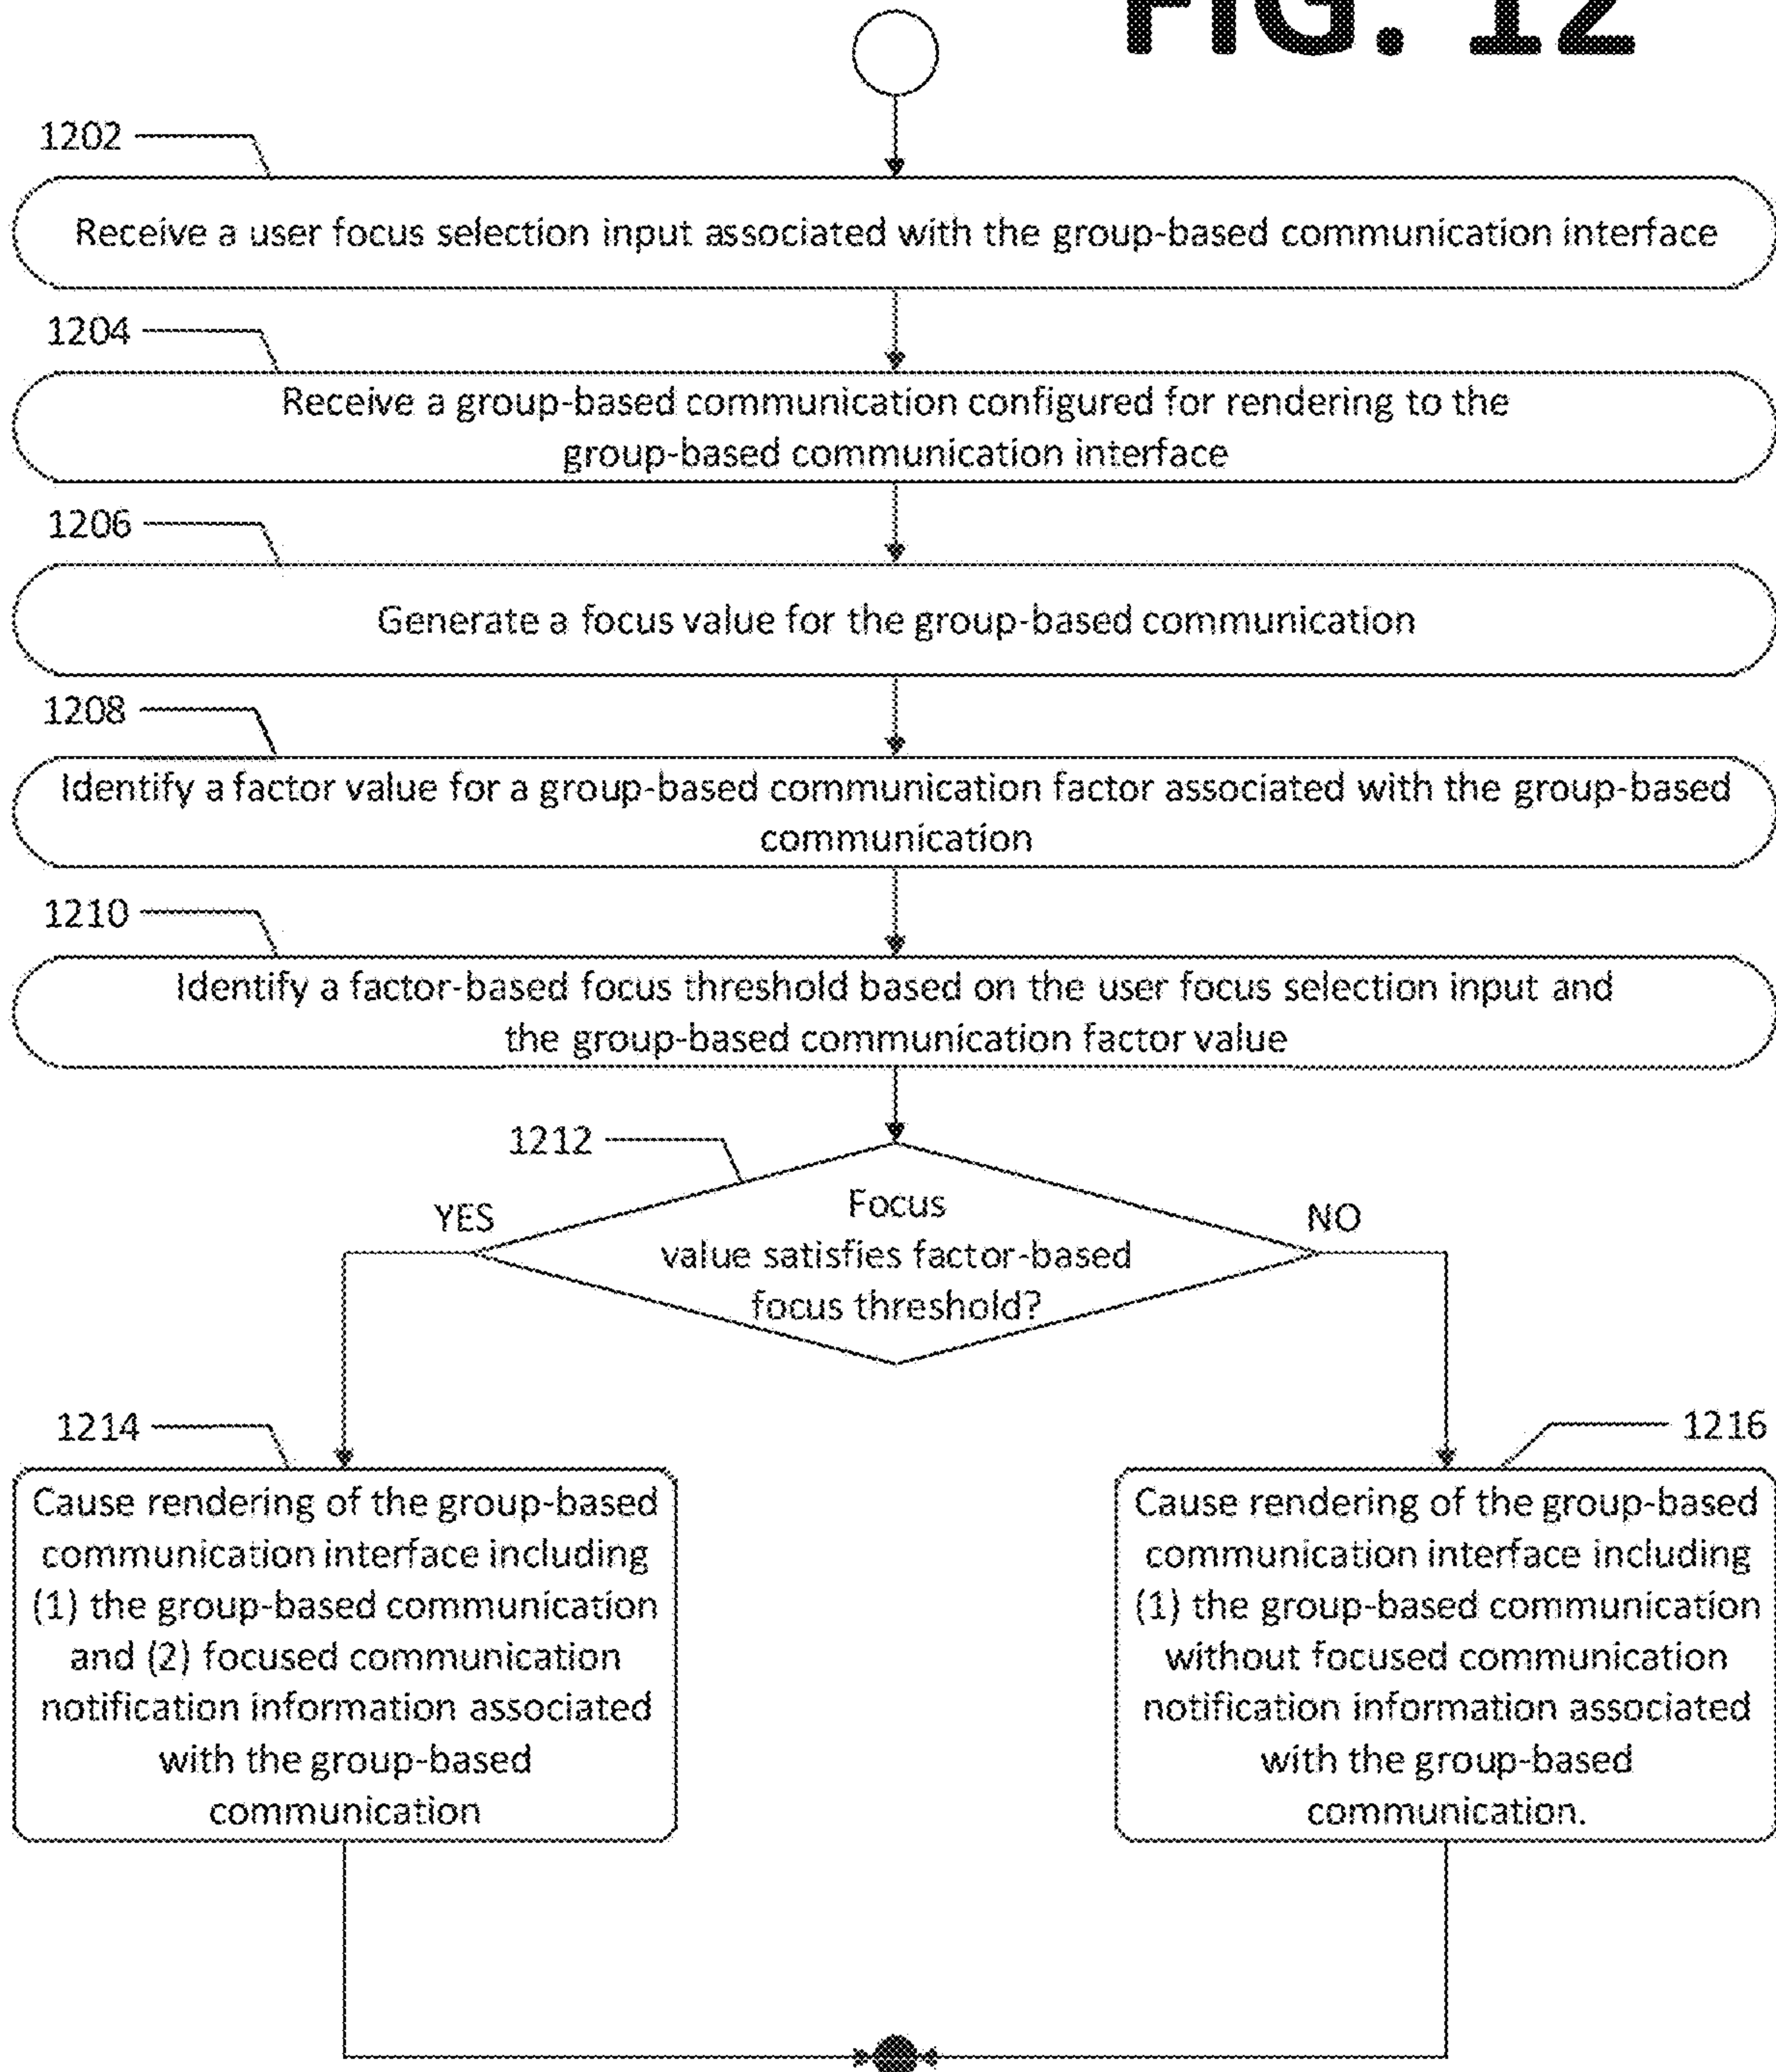 FIG. 12
1202
Receive a user focus selection input associated with the group-based communication interface
1204
Receive a group-based communication configured for rendering to the
group-based communication interface
1206
Generate a focus value for the group-based communication
1208
Identify a factor value for a group-based communication factor associated with the group-based
communication
1210
Identify a factor-based focus threshold based on the user focus selection input and
the group-based communication factor value
1212
YES
Focus
value satisfies factor-based
focus threshold?
NO
1214
Cause rendering of the group-based
communication interface including
(1) the group-based communication
and (2) focused communication
notification information associated
with the group-based
communication
1216
Cause rendering of the group-based
communication interface including
(1) the group-based communication
without focused communication
notification information associated
with the group-based
communication.